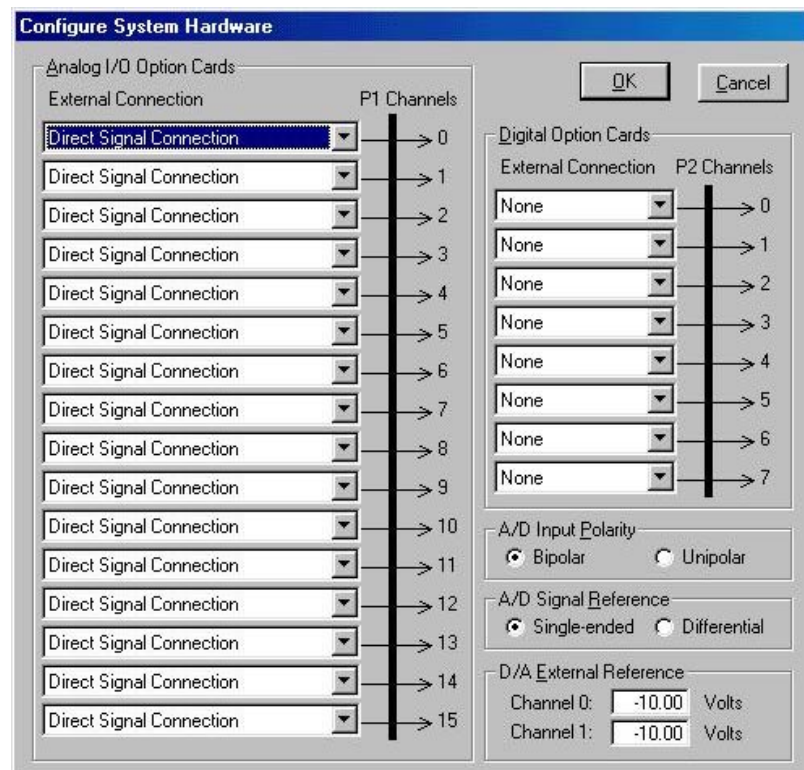 Configure System Hardware
Analog I/O Option Cards
External Connection P1 Channels
Direct Signal Connection 0
Direct Signal Connection 1
Direct Signal Connection 2
Direct Signal Connection 3
Direct Signal Connection 4
Direct Signal Connection 5
Direct Signal Connection 6
Direct Signal Connection 7
Direct Signal Connection 8
Direct Signal Connection 9
Direct Signal Connection 10
Direct Signal Connection 11
Direct Signal Connection 12
Direct Signal Connection 13
Direct Signal Connection 14
Direct Signal Connection 15
OK Cancel
Digital Option Cards
External Connection P2 Channels
None 0
None 1
None 2
None 3
None 4
None 5
None 6
None 7
A/D Input Polarity
Bipolar Unipolar
A/D Signal Reference
Single-ended Differential
D/A External Reference
Channel 0: -10.00 Volts
Channel 1: -10.00 Volts